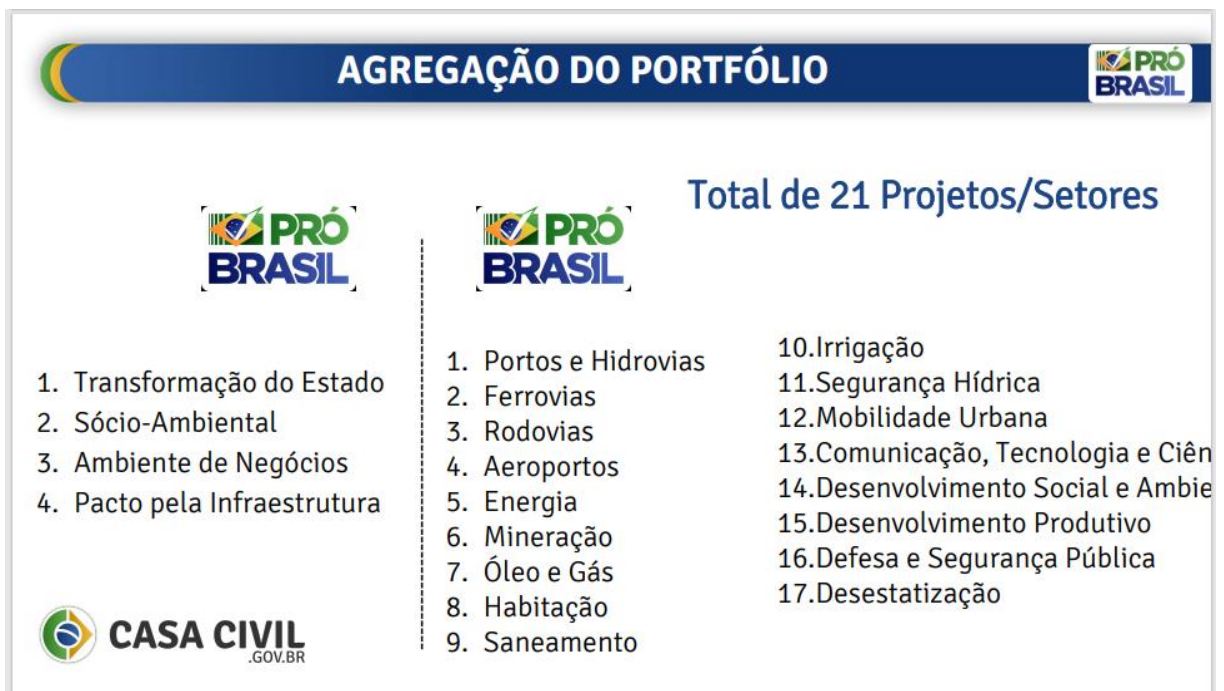 AGREGAÇÃO DO PORTFÓLIO
PRÓ
BRASIL
Total de 21 Projetos/Setores
PRÓ
BRASIL
PRÓ
BRASIL
1. Transformação do Estado
2. Sócio-Ambiental
3. Ambiente de Negócios
4. Pacto pela Infraestrutura
1. Portos e Hidrovias
2. Ferrovias
3. Rodovias
4. Aeroportos
5. Energia
6. Mineração
7. Óleo e Gás
8. Habitação
9. Saneamento
10.Irrigação
11.Segurança Hídrica
12.Mobilidade Urbana
13.Comunicação, Tecnologia e Ciên
14.Desenvolvimento Social e Ambie
15.Desenvolvimento Produtivo
16.Defesa e Segurança Pública
17.Desestatização
CASA CIVIL
.GOV.BR